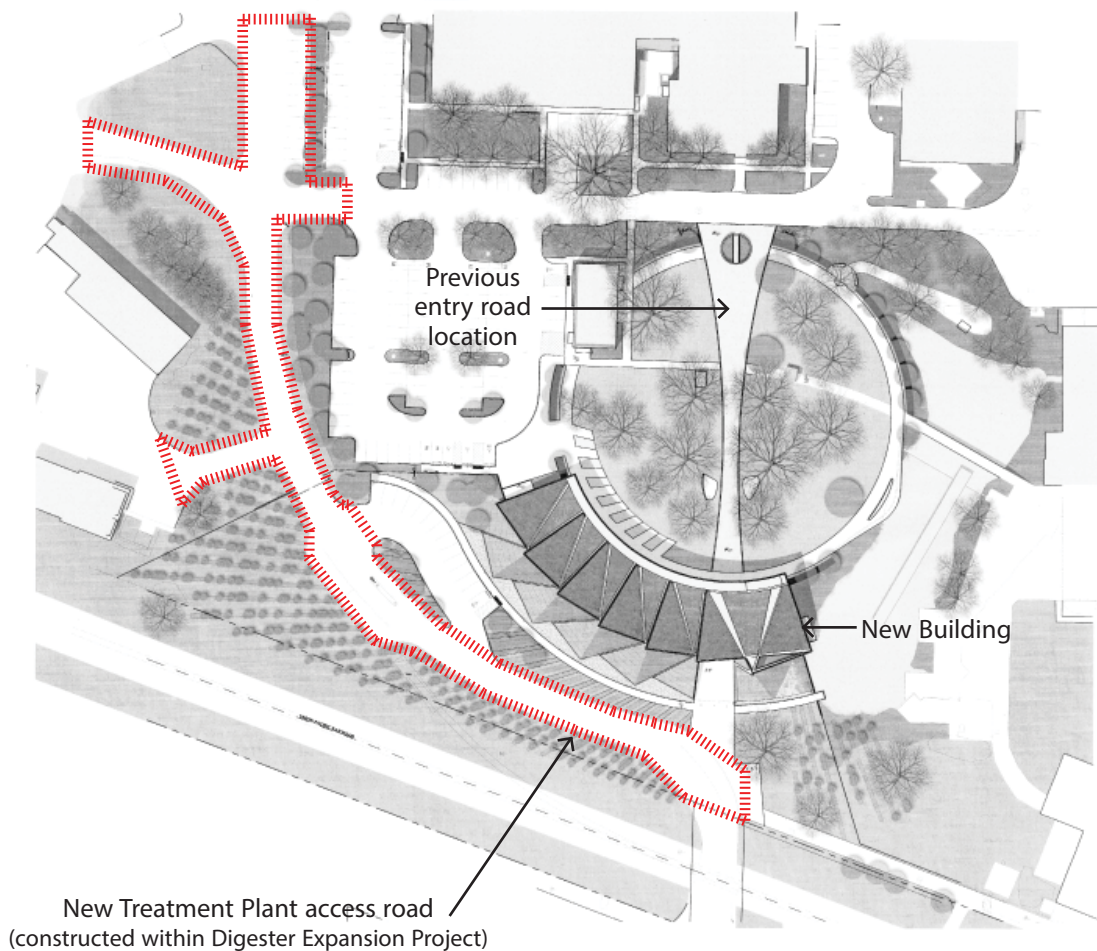 Previous
entry road
location
New Building
New Treatment Plant access road
(constructed within Digester Expansion Project)